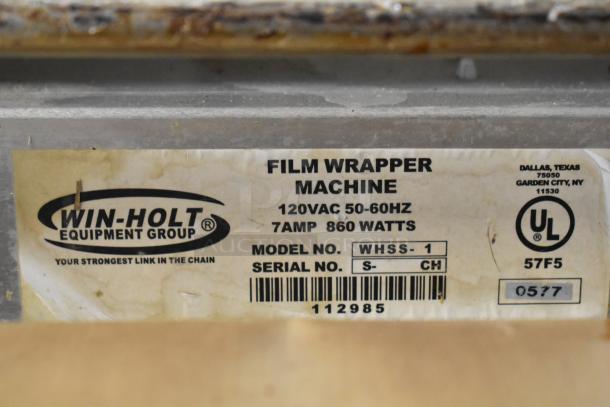 FILM WRAPPER
MACHINE
120VAC 50-60HZ
7AMP 860 WATTS
MODEL NO. WHSS- 1
SERIAL NO. S- CH
112985
WIN-HOLT®
EQUIPMENT GROUP
YOUR STRONGEST LINK IN THE CHAIN
DALLAS, TEXAS
75050
GARDEN CITY, NY
11530
UL
®
57F5
0577